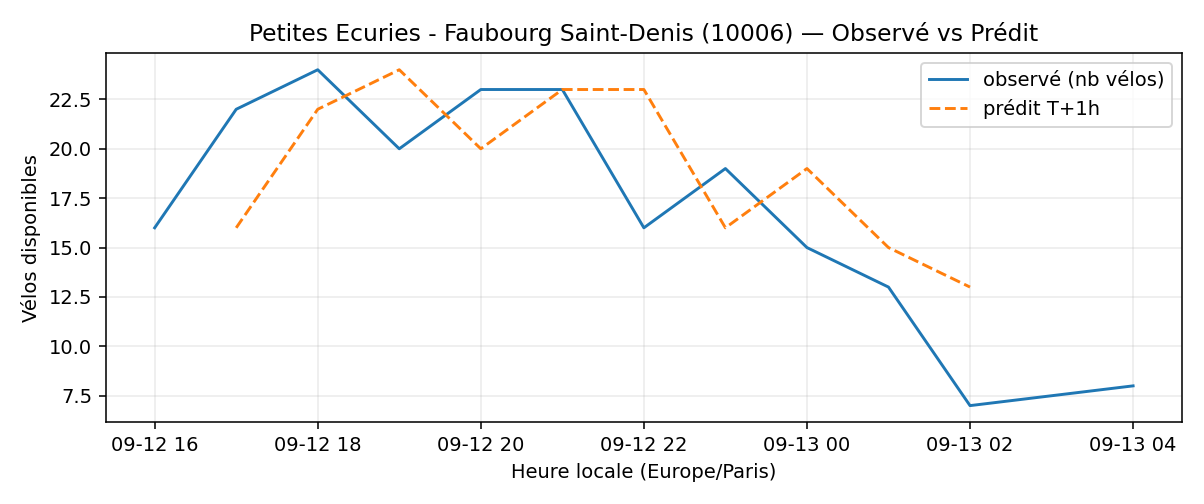 Petites Ecuries - Faubourg Saint-Denis (10006) — Observé vs Prédit
observé (nb vélos)
prédit T+1h
Vélos disponibles
22.5
20.0
17.5
15.0
12.5
10.0
7.5
09-12 16
09-12 18
09-12 20
09-12 22
09-13 00
09-13 02
09-13 04
Heure locale (Europe/Paris)